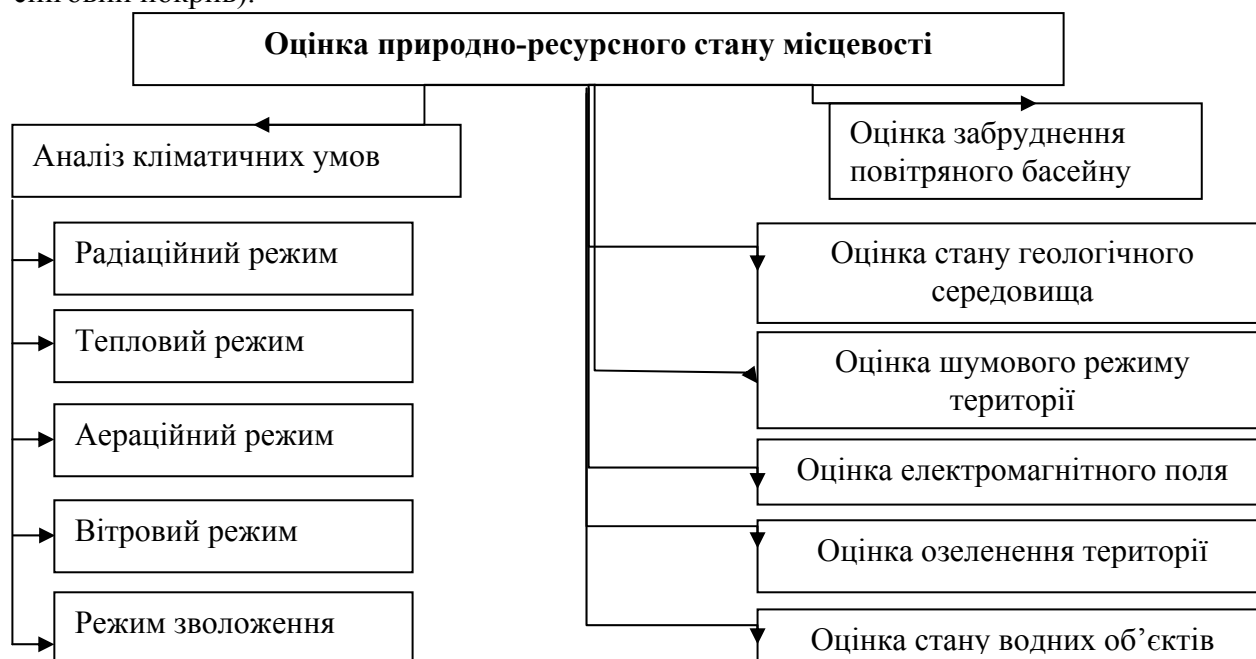 сніговий покрив).
Оцінка природно-ресурсного стану місцевості
Аналіз кліматичних умов
Оцінка забруднення
повітряного басейну
Радіаційний режим
Тепловий режим
Аераційний режим
Вітровий режим
Режим зволоження
Оцінка стану геологічного
середовища
Оцінка шумового режиму
території
Оцінка електромагнітного поля
Оцінка озеленення території
Оцінка стану водних об’єктів